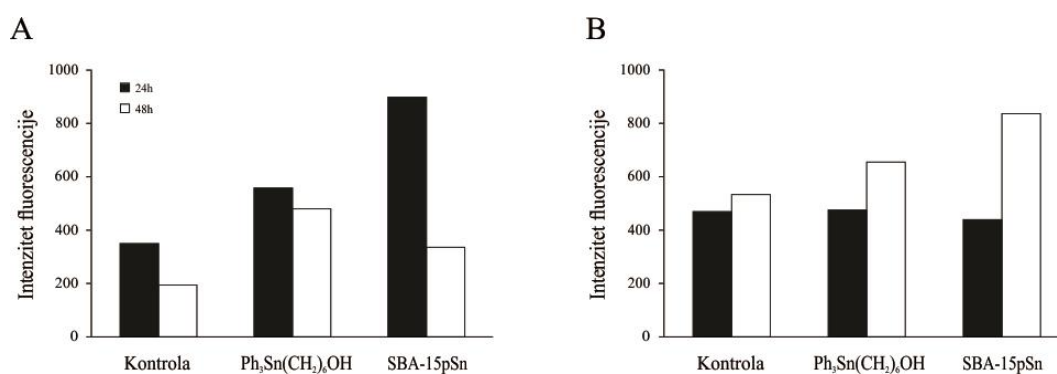 A
Intenzitet fluorescencije
1000
800
600
400
200
0
24h
48h
Kontrola
Ph₃Sn(CH₂)₆OH
SBA-15pSn
B
Intenzitet fluorescencije
1000
800
600
400
200
0
Kontrola
Ph₃Sn(CH₂)₆OH
SBA-15pSn